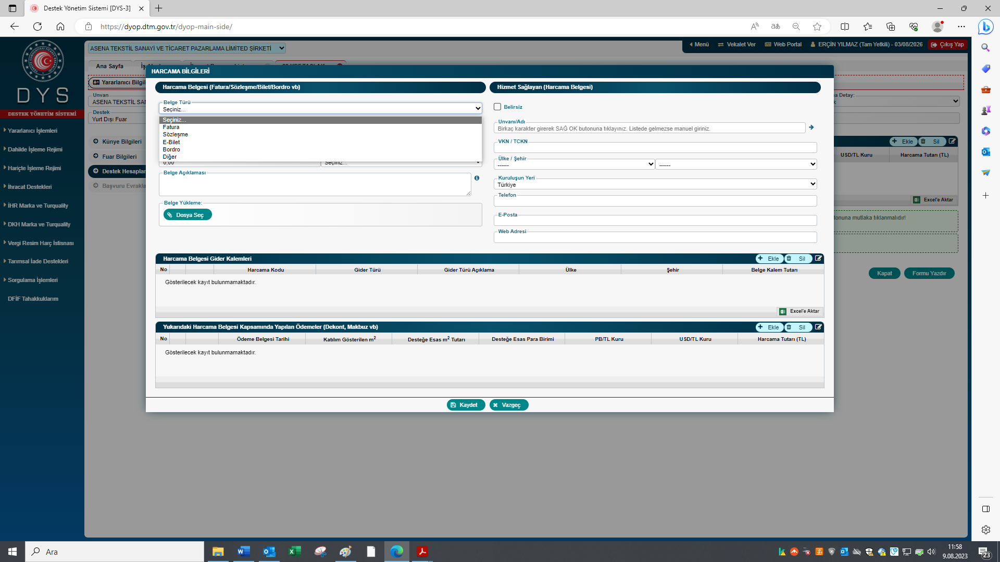 Destek Yönetim Sistemi [DYS-3]
https://dyop.dtm.gov.tr/dyop-main-side/
ASENA TEKSTİL SANAYİ VE TİCARET PAZARLAMA LİMİTED ŞİRKETİ
Menü
Vekalet Ver
Web Portal
ERÇİN YILMAZ (Tam Yetkili) - 03/08/2026
Çıkış Yap
DYS
DESTEK YÖNETİM SİSTEMİ
Yararlanıcı İşlemleri
Dahilde İşleme Rejimi
Hariçte İşleme Rejimi
İhracat Destekleri
İHR Marka ve Turquality
DKH Marka ve Turquality
Vergi Resim Harç İstisnası
Tarımsal İade Destekleri
Sorgulama İşlemleri
DFİF Tahakkuklarım
Ana Sayfa
Yararlanıcı Bilgil
Unvan
ASENA TEKSTİL SAN
Destek
Yurt Dışı Fuar
Künye Bilgileri
Fuar Bilgileri
Destek Hesaplar
Başvuru Evrakla
HARCAMA BİLGİLERİ
Harcama Belgesi (Fatura/Sözleşme/Bilet/Bordro vb)
Belge Türü
Seçiniz...
Seçiniz...
Fatura
Sözleşme
E-Bilet
Bordro
Diğer
0,00
Seçiniz...
Belge Açıklaması
Belge Yükleme:
Dosya Seç
Hizmet Sağlayan (Harcama Belgesi)
Belirsiz
Unvanı/Adı
Birkaç karakter girerek SAĞ OK butonuna tıklayınız. Listede gelmezse manuel giriniz.
VKN / TCKN
Ülke / Şehir
------
------
Kuruluşun Yeri
Türkiye
Telefon
E-Posta
Web Adresi
Harcama Belgesi Gider Kalemleri
Ekle
Sil
No
Harcama Kodu
Gider Türü
Gider Türü Açıklama
Ülke
Şehir
Belge Kalem Tutarı
Gösterilecek kayıt bulunmamaktadır.
Excel'e Aktar
Yukarıdaki Harcama Belgesi Kapsamında Yapılan Ödemeler (Dekont, Makbuz vb)
Ekle
Sil
No
Ödeme Belgesi Tarihi
Katılım Gösterilen m2
Desteğe Esas m2 Tutarı
Desteğe Esas Para Birimi
PB/TL Kuru
USD/TL Kuru
Harcama Tutarı (TL)
Gösterilecek kayıt bulunmamaktadır.
Kaydet
Vazgeç
a Detay:
k
Ekle
Sil
USD/TL Kuru
Harcama Tutarı (TL)
Excel'e Aktar
tonuna mutlaka tıklanmalıdır!
Kapat
Formu Yazdır
Ara
11:58
9.08.2023
23